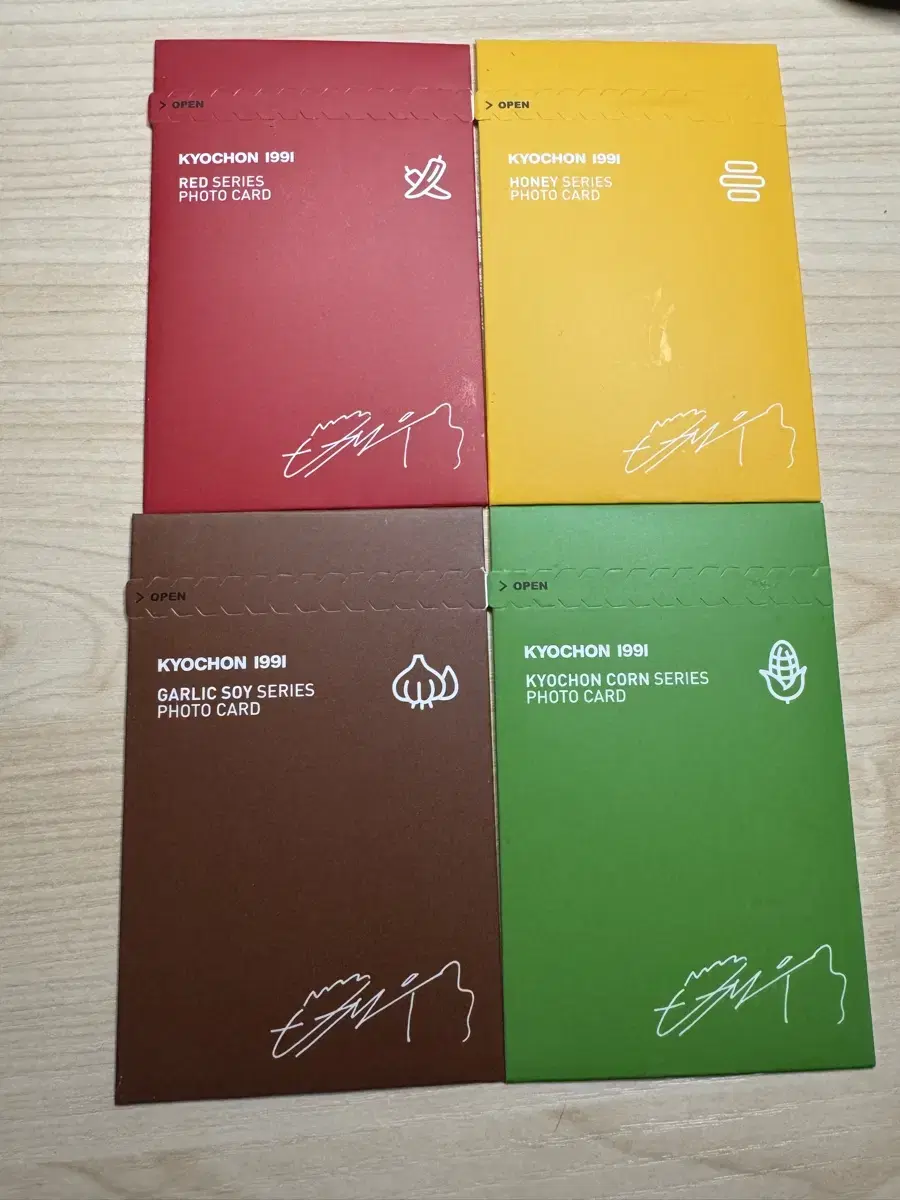 > OPEN
KYOCHON 1991
RED SERIES
PHOTO CARD
> OPEN
KYOCHON 1991
HONEY SERIES
PHOTO CARD
> OPEN
KYOCHON 1991
GARLIC SOY SERIES
PHOTO CARD
> OPEN
KYOCHON 1991
KYOCHON CORN SERIES
PHOTO CARD